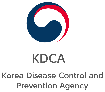 KDCA
Korea Disease Control and
Prevention Agency